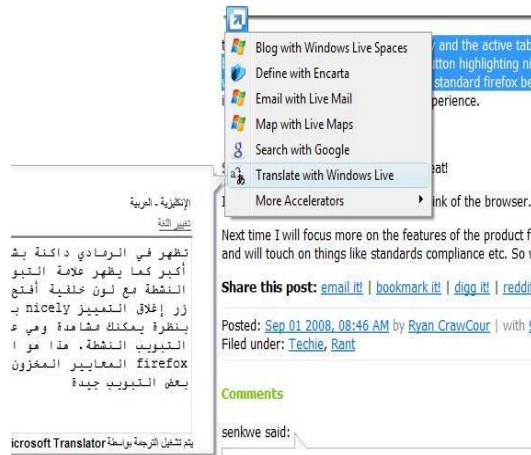 y and the active tab
Blog with Windows Live Spaces
tton highlighting ni
Define with Encarta
standard firefox be
Email with Live Mail
perience.
Map with Live Maps
Search with Google
eat!
Translate with Windows Live
More Accelerators
ink of the browser.
Next time I will focus more on the features of the product f
and will touch on things like standards compliance etc. So
Share this post: email it! | bookmark it! | digg it! | reddit
Posted: Sep 01 2008, 08:46 AM by Ryan CrawCour | with
Filed under: Techie, Rant
Comments
senkwe said:
الإنكليزية - العربية
تغيير اللغة
تظهر في الرمادي داكنة بش
أكبر كما يظهر علامة التبو
النشطة مع لون خلفية أفتح
زر إغلاق التمييز nicely ب
بنظرة يمكنك مشاهدة وهي ع
التبويب النشطة. هذا هو ا
firefox المعايير المخزون
بعض التبويب جيدة
يتم تشغيل الترجمة بواسطة icrosoft Translator